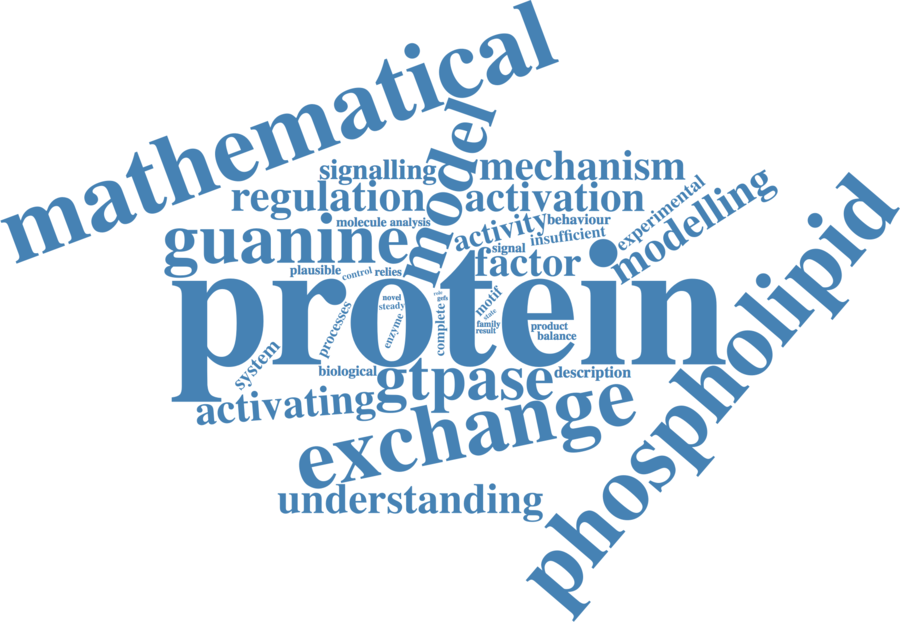 mathematical
model
signalling
mechanism
regulation
activation
experimental
modelling
molecule
analysis
activity
behaviour
guanine
signal
insufficient
factor
phospholipid
plausible
control
relies
protein
novel
steady
enzyme
role
gefs
complete
motif
state
family
result
product
balance
processes
system
biological
gtpase
description
activating
exchange
understanding